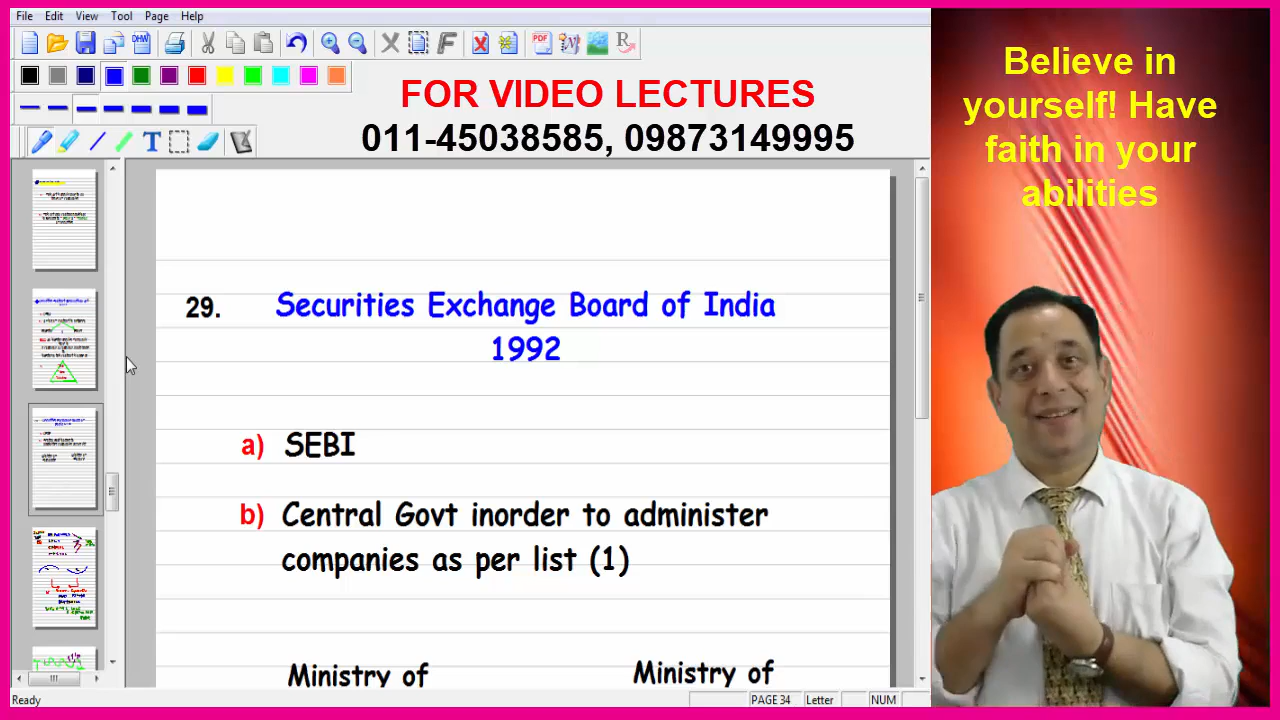 File Edit View Tool Page Help
DHW
PDF
FOR VIDEO LECTURES
011-45038585, 09873149995
Believe in
yourself! Have
faith in your
abilities
29. Securities Exchange Board of India
1992
a) SEBI
b) Central Govt inorder to administer
companies as per list (1)
Ministry of Ministry of
Ready PAGE 34 Letter NUM